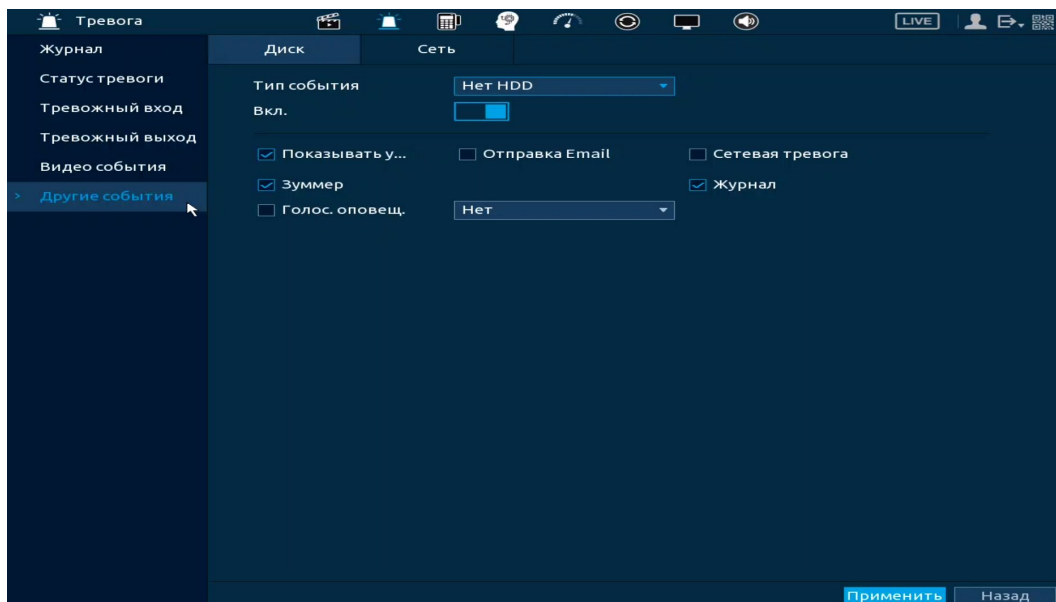 Тревога LIVE
Журнал
Статус тревоги
Тревожный вход
Тревожный выход
Видео события
Другие события
Диск Сеть
Тип события Нет HDD
Вкл.
Показывать у... Отправка Email Сетевая тревога
Зуммер Журнал
Голос. оповещ. Нет
Применить Назад